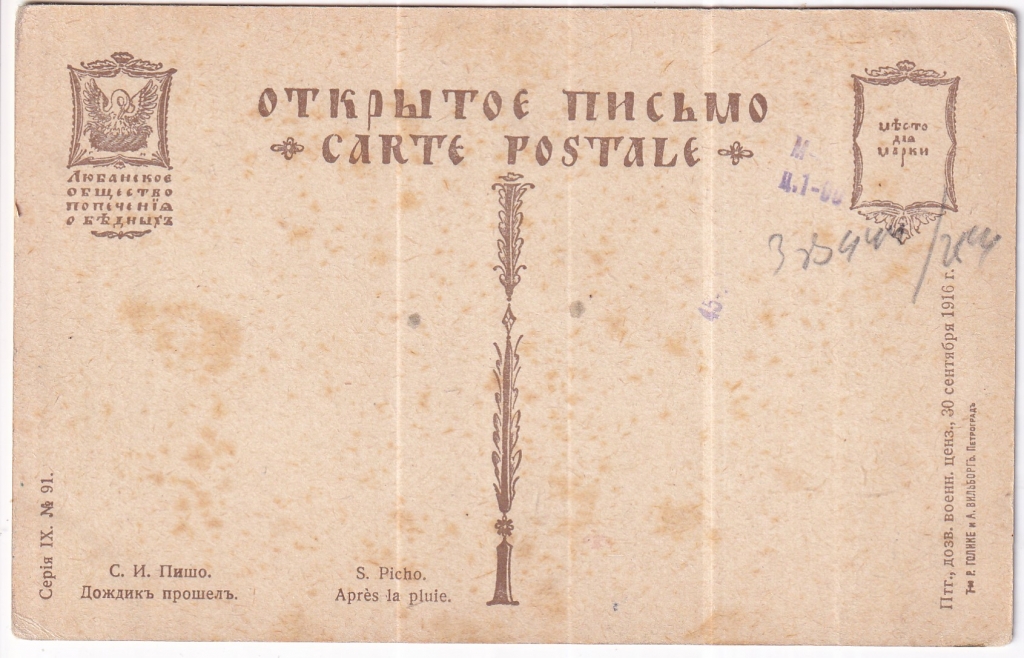 ОТКРЫТОЕ ПИСЬМО
CARTE POSTALE
Любанское
общество
попеченія
о бѣдныхъ
мѣсто
для
марки
Серія IX. № 91.
С. И. Пишо.
Дождикъ прошелъ.
S. Picho.
Après la pluie.
Птг., дозв. военн. ценз., 30 сентября 1916 г.
Т-во Р. ГОЛИКЕ и А. ВИЛЬБОРГЪ. ПЕТРОГРАДЪ